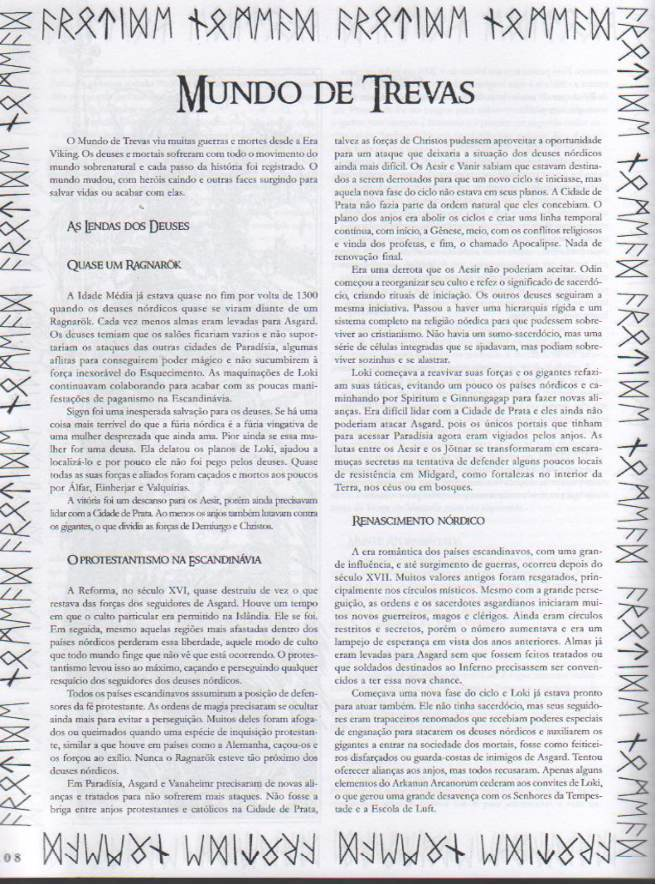 MUNDO DE TREVAS
O Mundo de Trevas viu muitas guerras e mortes desde a Era
Viking. Os deuses e mortais sofreram com todo o movimento do
mundo sobrenatural e cada passo da história foi registrado. O
mundo mudou, com heróis caindo e outras faces surgindo para
salvar vidas ou acabar com elas.
AS LENDAS DOS DEUSES
QUASE UM RAGNARÖK
A Idade Média já estava quase no fim por volta de 1300
quando os deuses nórdicos quase se viram diante de um
Ragnarök. Cada vez menos almas eram levadas para Asgard.
Os deuses temiam que os salões ficariam vazios e não supor-
tariam os ataques das outras cidades de Paradísia, algumas
aflitas para conseguirem poder mágico e não sucumbirem à
força inexorável do Esquecimento. As maquinações de Loki
continuavam colaborando para acabar com as poucas mani-
festações de paganismo na Escandinávia.
Sigyn foi uma inesperada salvação para os deuses. Se há uma
coisa mais terrível do que a fúria nórdica é a fúria vingativa de
uma mulher desprezada que ainda ama. Pior ainda se essa mu-
lher for uma deusa. Ela delatou os planos de Loki, ajudou a
localizá-lo e por pouco ele não foi pego pelos deuses. Quase
todas as suas forças e aliados foram caçados e mortos aos poucos
por Álfar, Einherjar e Valquírias.
A vitória foi um descanso para os Aesir, porém ainda precisavam
lidar com a Cidade de Prata. Ao menos os anjos também lutavam contra
os gigantes, o que dividia as forças de Demiurgo e Christos.
O PROTESTANTISMO NA ESCANDINÁVIA
A Reforma, no século XVI, quase destruiu de vez o que
restava das forças dos seguidores de Asgard. Houve um tempo
em que o culto particular era permitido na Islândia. Ele se foi.
Em seguida, mesmo aquelas regiões mais afastadas dentro dos
países nórdicos perderam essa liberdade, aquele modo de culto
que todo mundo finge que não vê que está ocorrendo. O protes-
tantismo levou isso ao máximo, caçando e perseguindo qualquer
resquício dos seguidores dos deuses nórdicos.
Todos os países escandinavos assumiram a posição de defen-
sores da fé protestante. As ordens de magia precisaram se ocultar
ainda mais para evitar a perseguição. Muitos deles foram afoga-
dos ou queimados quando uma espécie de inquisição protestan-
te, similar a que houve em países como a Alemanha, caçou-os e
os forçou ao exílio. Nunca o Ragnarök esteve tão próximo dos
deuses nórdicos.
Em Paradísia, Asgard e Vanaheimr precisaram de novas ali-
anças e tratados para não sofrerem mais ataques. Não fosse a
briga entre anjos protestantes e católicos na Cidade de Prata,
talvez as forças de Christos pudessem aproveitar a oportunidade
para um ataque que deixaria a situação dos deuses nórdicos
ainda mais difícil. Os Aesir e Vanir sabiam que estavam destina-
dos a serem derrotados para que um novo ciclo se iniciasse, mas
aquela nova fase do ciclo não estava em seus planos. A Cidade de
Prata não fazia parte da ordem natural que eles concebiam. O
plano dos anjos era abolir os ciclos e criar uma linha temporal
contínua, com início, a Gênese, meio, com os conflitos religiosos
e vinda dos profetas, e fim, o chamado Apocalipse. Nada de
renovação final.
Era uma derrota que os Aesir não poderiam aceitar. Odin
começou a reorganizar seu culto e refez o significado de sacerdó-
cio, criando rituais de iniciação. Os outros deuses seguiram a
mesma iniciativa. Passou a haver uma hierarquia rígida e um
sistema completo na religião nórdica para que pudessem sobre-
viver ao cristianismo. Não havia um sumo-sacerdócio, mas uma
série de células integradas que se ajudavam, mas podiam sobre-
viver sozinhas e se alastrar.
Loki começava a reavivar suas forças e os gigantes refazi-
am suas táticas, evitando um pouco os países nórdicos e ca-
minhando por Spiritum e Ginnungagap para fazer novas ali-
anças. Era difícil lidar com a Cidade de Prata e eles ainda não
poderiam atacar Asgard, pois os únicos portais que tinham
para acessar Paradísia agora eram vigiados pelos anjos. As
lutas entre os Aesir e os Jötnar se transformaram em escara-
muças secretas na tentativa de defender alguns poucos locais
de resistência em Midgard, como fortalezas no interior da
Terra, nos céus ou em bosques.
RENASCIMENTO NÓRDICO
A era romântica dos países escandinavos, com uma gran-
de influência, e até surgimento de guerras, ocorreu depois do
século XVII. Muitos valores antigos foram resgatados, prin-
cipalmente nos círculos místicos. Mesmo com a grande perse-
guição, as ordens e os sacerdotes asgardianos iniciaram mui-
tos novos guerreiros, magos e clérigos. Ainda eram círculos
restritos e secretos, porém o número aumentava e era um
lampejo de esperança em vista dos anos anteriores. Almas já
eram levadas para Asgard sem que fossem feitos tratados ou
que soldados destinados ao Inferno precisassem ser conven-
cidos a ter essa nova chance.
Começava uma nova fase do ciclo e Loki já estava pronto
para atuar também. Ele não tinha sacerdócio, mas seus seguido-
res eram trapaceiros renomados que recebiam poderes especiais
de enganação para atacarem os deuses nórdicos e auxiliarem os
gigantes a entrar na sociedade dos mortais, fosse como feiticei-
ros disfarçados ou guarda-costas de inimigos de Asgard. Tentou
oferecer alianças aos anjos, mas todos recusaram. Apenas alguns
elementos do Arkanun Arcanorum cederam aos convites de Loki,
o que gerou uma grande desavença com os Senhores da Tempes-
tade e a Escola de Luft.
08